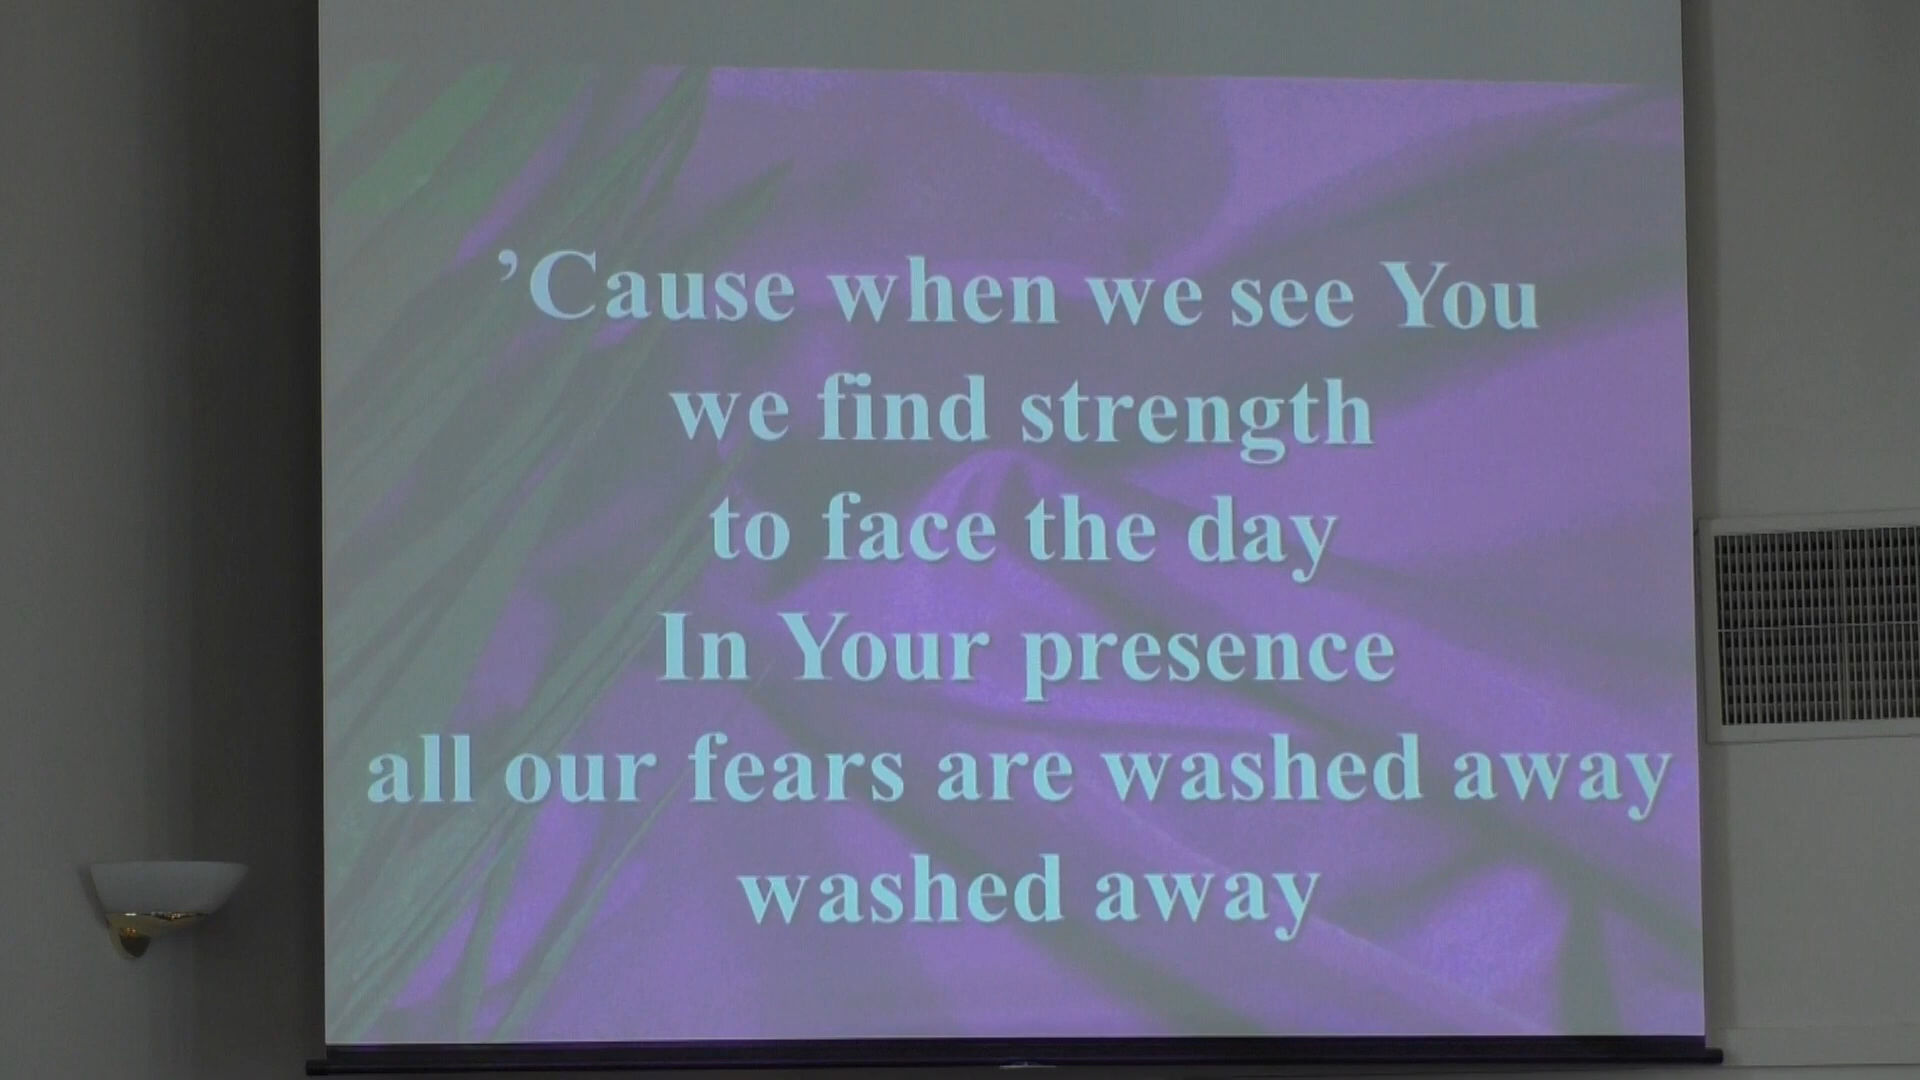 ’Cause when we see You
we find strength
to face the day
In Your presence
all our fears are washed away
washed away